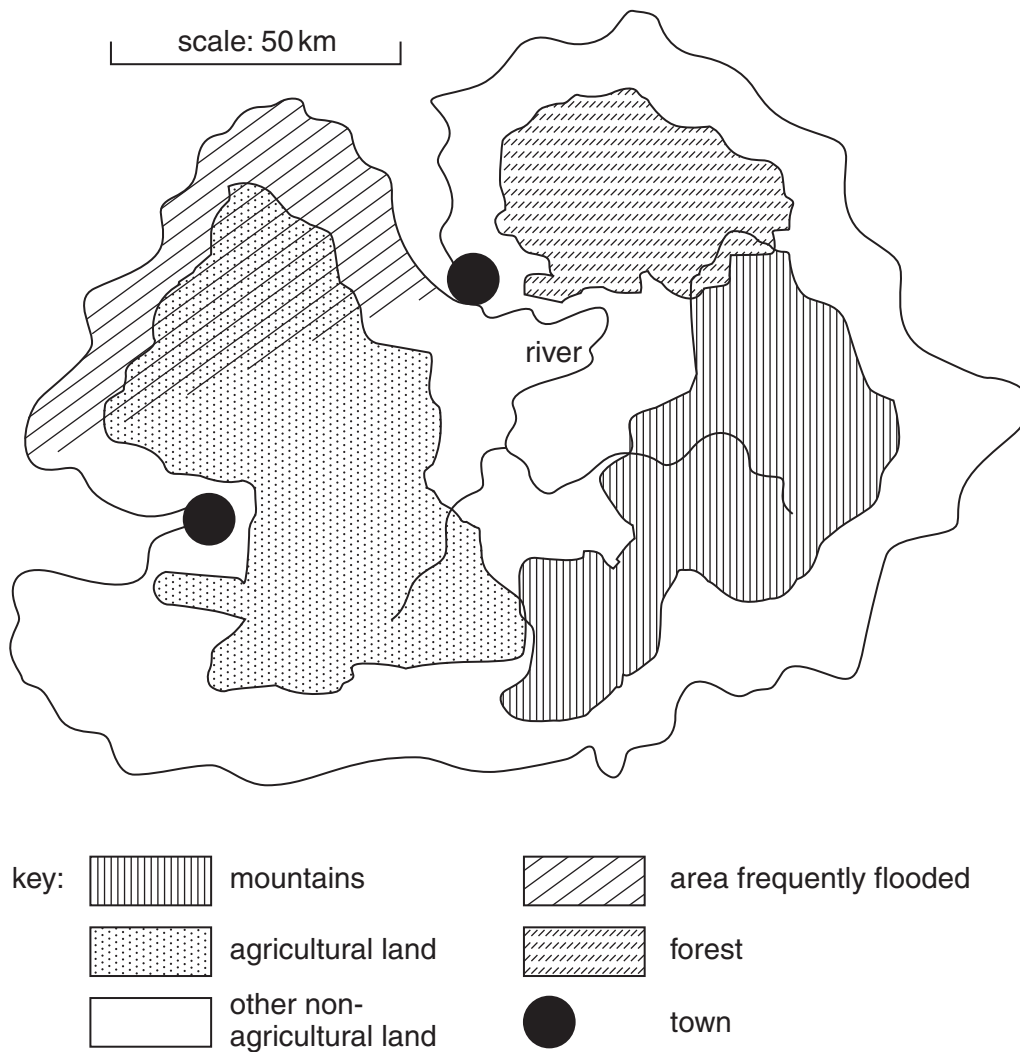 scale: 50 km
river
key:
mountains
area frequently flooded
agricultural land
forest
other non-
agricultural land
town